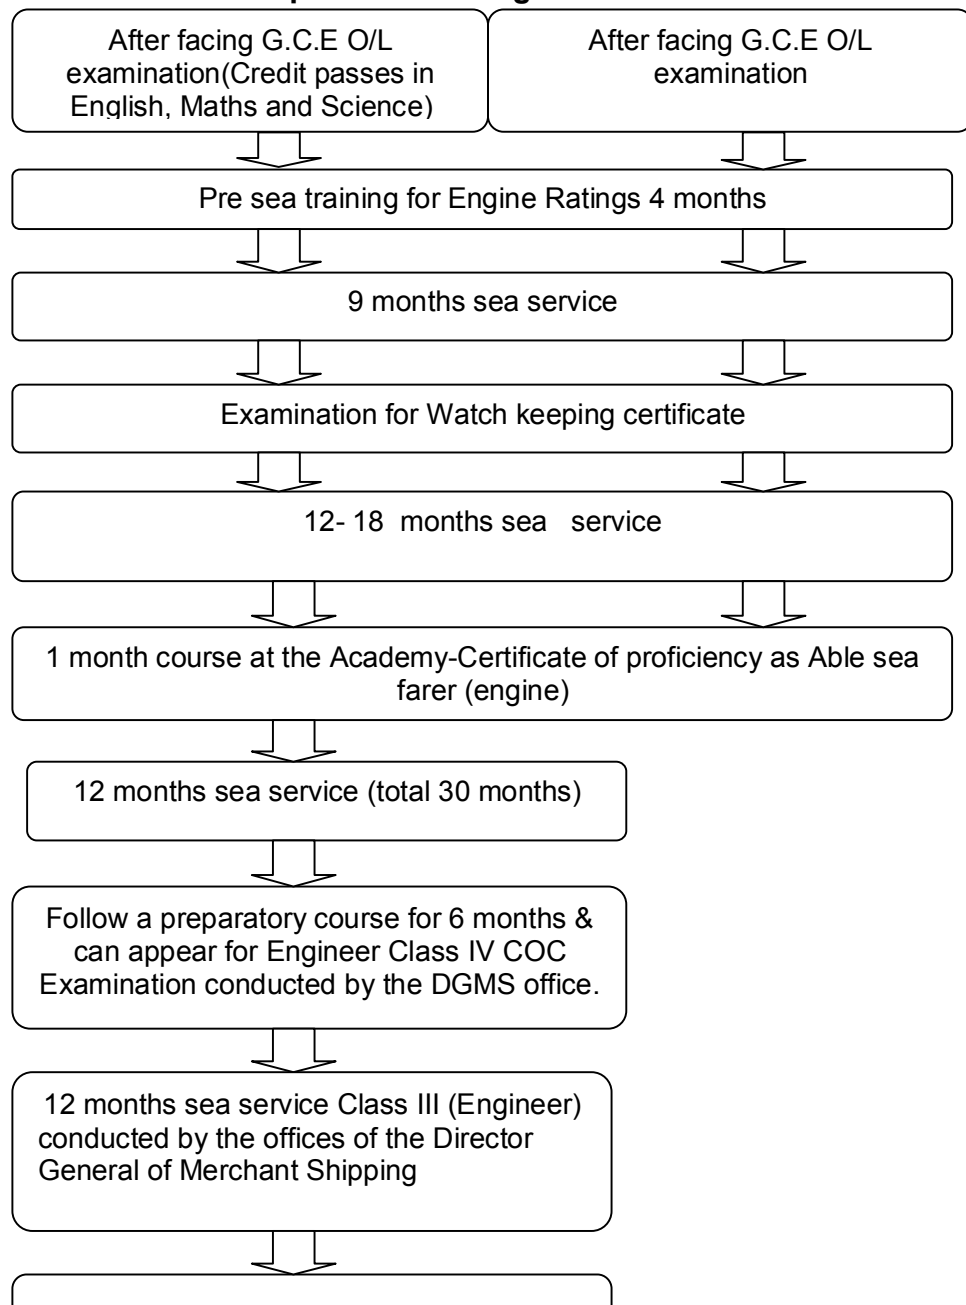 After facing G.C.E O/L
examination(Credit passes in
English, Maths and Science)
After facing G.C.E O/L
examination
Pre sea training for Engine Ratings 4 months
9 months sea service
Examination for Watch keeping certificate
12- 18 months sea service
1 month course at the Academy-Certificate of proficiency as Able sea
farer (engine)
12 months sea service (total 30 months)
Follow a preparatory course for 6 months &
can appear for Engineer Class IV COC
Examination conducted by the DGMS office.
12 months sea service Class III (Engineer)
conducted by the offices of the Director
General of Merchant Shipping